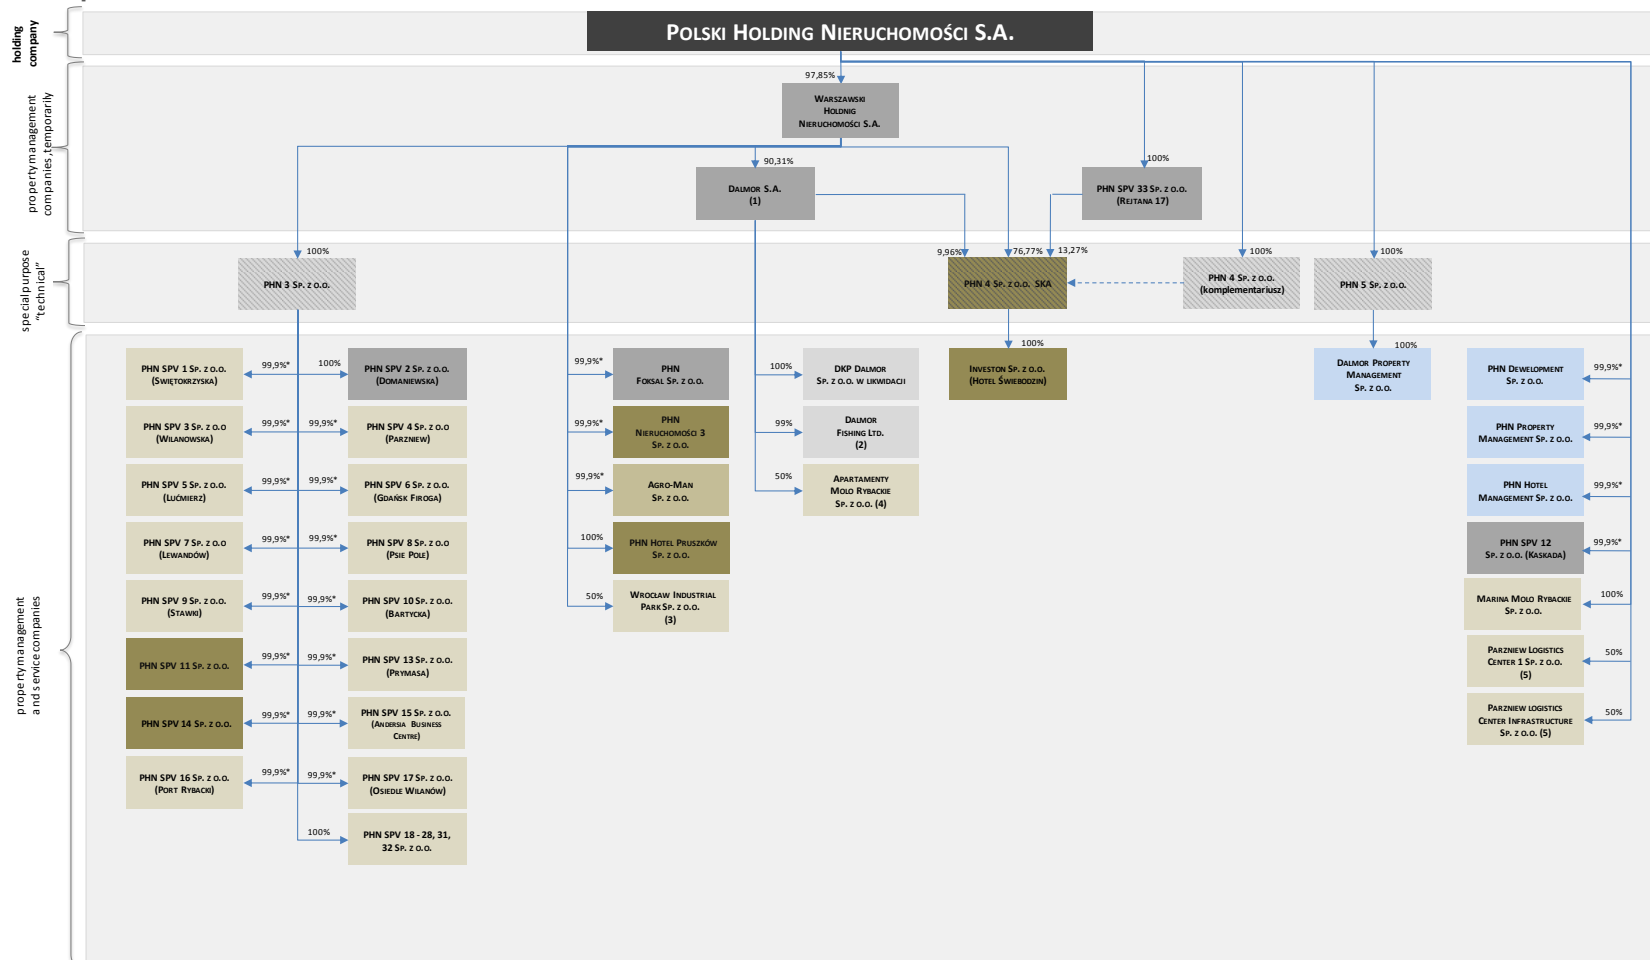 holding
company
POLSKI HOLDING NIERUCHOMOŚCI S.A.
property management
companies, temporarily
97,85%
WARSZAWSKI
HOLDNIG
NIERUCHOMOŚCI S.A.
90,31%
100%
DALMOR S.A.
(1)
PHN SPV 33 SP. Z O.O.
(REJTANA 17)
special purpose
"technical"
100%
9,96%
76,77%
13,27%
100%
100%
PHN 3 SP. Z O.O.
PHN 4 SP. Z O.O. SKA
PHN 4 SP. Z O.O.
(komplementariusz)
PHN 5 SP. Z O.O.
property management
and service companies
PHN SPV 1 SP. Z O.O.
(ŚWIĘTOKRZYSKA)
99,9%*
100%
PHN SPV 2 SP. Z O.O.
(DOMANIEWSKA)
PHN SPV 3 SP. Z O.O
(WILANOWSKA)
99,9%*
99,9%*
PHN SPV 4 SP. Z O.O
(PARZNIEW)
PHN SPV 5 SP. Z O.O
(LUĆMIERZ)
99,9%*
99,9%*
PHN SPV 6 SP. Z O.O.
(GDAŃSK FIROGA)
PHN SPV 7 SP. Z O.O
(LEWANDÓW)
99,9%*
99,9%*
PHN SPV 8 SP. Z O.O
(PSIE POLE)
PHN SPV 9 SP. Z O.O.
(STAWKI)
99,9%*
99,9%*
PHN SPV 10 SP. Z O.O.
(BARTYCKA)
PHN SPV 11 SP. Z O.O.
99,9%*
99,9%*
PHN SPV 13 SP. Z O.O.
(PRYMASA)
PHN SPV 14 SP. Z O.O.
99,9%*
99,9%*
PHN SPV 15 SP. Z O.O.
(ANDERSIA BUSINESS
CENTRE)
PHN SPV 16 SP. Z O.O.
(PORT RYBACKI)
99,9%*
99,9%*
PHN SPV 17 SP. Z O.O.
(OSIEDLE WILANÓW)
100%
PHN SPV 18 - 28, 31,
32 SP. Z O.O.
99,9%*
PHN
FOKSAL SP. Z O.O.
99,9%*
PHN
NIERUCHOMOŚCI 3
SP. Z O.O.
99,9%*
AGRO-MAN
SP. Z O.O.
100%
PHN HOTEL PRUSZKÓW
SP. Z O.O.
50%
WROCŁAW INDUSTRIAL
PARK SP. Z O.O.
(3)
100%
DKP DALMOR
SP. Z O.O. W LIKWIDACJI
99%
DALMOR
FISHING LTD.
(2)
50%
APARTAMENTY
MOLO RYBACKIE
SP. Z O.O. (4)
100%
INVESTON SP. Z O.O.
(HOTEL ŚWIEBODZIN)
100%
DALMOR PROPERTY
MANAGEMENT
SP. Z O.O.
PHN DEWELOPMENT
SP. Z O.O.
99,9%*
PHN PROPERTY
MANAGEMENT SP. Z O.O.
99,9%*
PHN HOTEL
MANAGEMENT SP. Z O.O.
99,9%*
PHN SPV 12
SP. Z O.O. (KASKADA)
99,9%*
MARINA MOLO RYBACKIE
SP. Z O.O.
100%
PARZNIEW LOGISTICS
CENTER 1 SP. Z O.O.
(5)
50%
PARZNIEW LOGISTICS
CENTER INFRASTRUCTURE
SP. Z O.O. (5)
50%